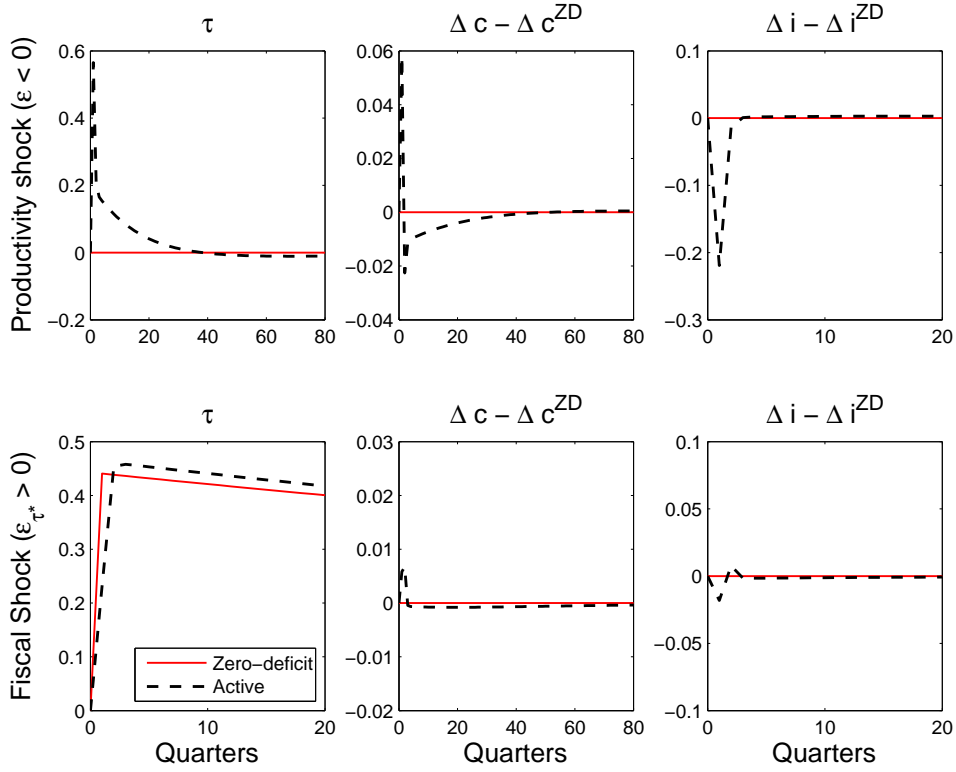 τ
Δ c − Δ c^ZD
Δ i − Δ i^ZD
Productivity shock (ε < 0)
0.6
0.4
0.2
0
−0.2
0 20 40 60 80
0.06
0.04
0.02
0
−0.02
−0.04
0 20 40 60 80
0.1
0
−0.1
−0.2
−0.3
0 10 20
τ
Δ c − Δ c^ZD
Δ i − Δ i^ZD
Fiscal Shock (ε_τ* > 0)
0.5
0.4
0.3
0.2
0.1
0
0 10 20
Zero−deficit
Active
Quarters
0.03
0.02
0.01
0
−0.01
−0.02
0 20 40 60 80
Quarters
0.1
0.05
0
−0.05
−0.1
0 10 20
Quarters